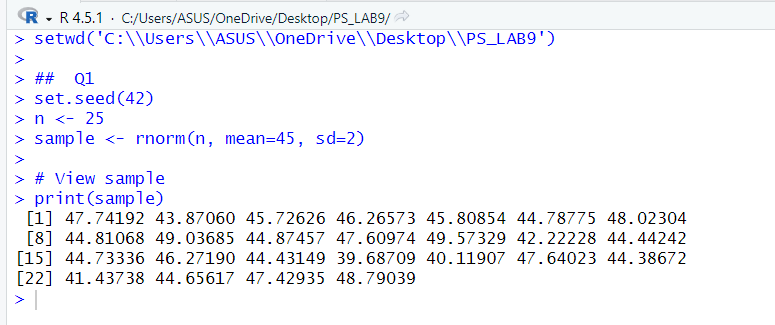 R R 4.5.1 · C:/Users/ASUS/OneDrive/Desktop/PS_LAB9/
> setwd('C:\\Users\\ASUS\\OneDrive\\Desktop\\PS_LAB9')
>
> ##  Q1
> set.seed(42)
> n <- 25
> sample <- rnorm(n, mean=45, sd=2)
>
> # View sample
> print(sample)
 [1] 47.74192 43.87060 45.72626 46.26573 45.80854 44.78775 48.02304
 [8] 44.81068 49.03685 44.87457 47.60974 49.57329 42.22228 44.44242
[15] 44.73336 46.27190 44.43149 39.68709 40.11907 47.64023 44.38672
[22] 41.43738 44.65617 47.42935 48.79039
>